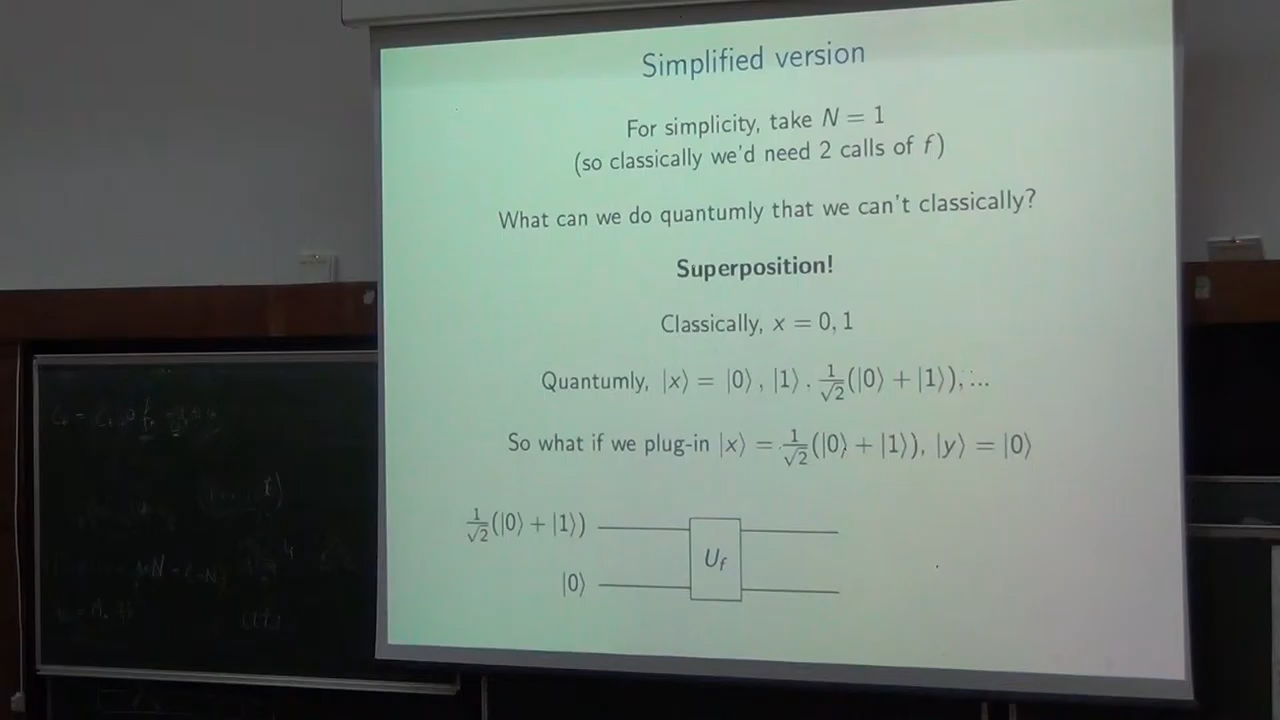 Simplified version
For simplicity, take N = 1
(so classically we'd need 2 calls of f)
What can we do quantumly that we can't classically?
Superposition!
Classically, x = 0, 1
Quantumly, |x⟩ = |0⟩, |1⟩, 1/√2(|0⟩ + |1⟩), ...
So what if we plug-in |x⟩ = 1/√2(|0⟩ + |1⟩), |y⟩ = |0⟩
1/√2(|0⟩ + |1⟩)
U_f
|0⟩